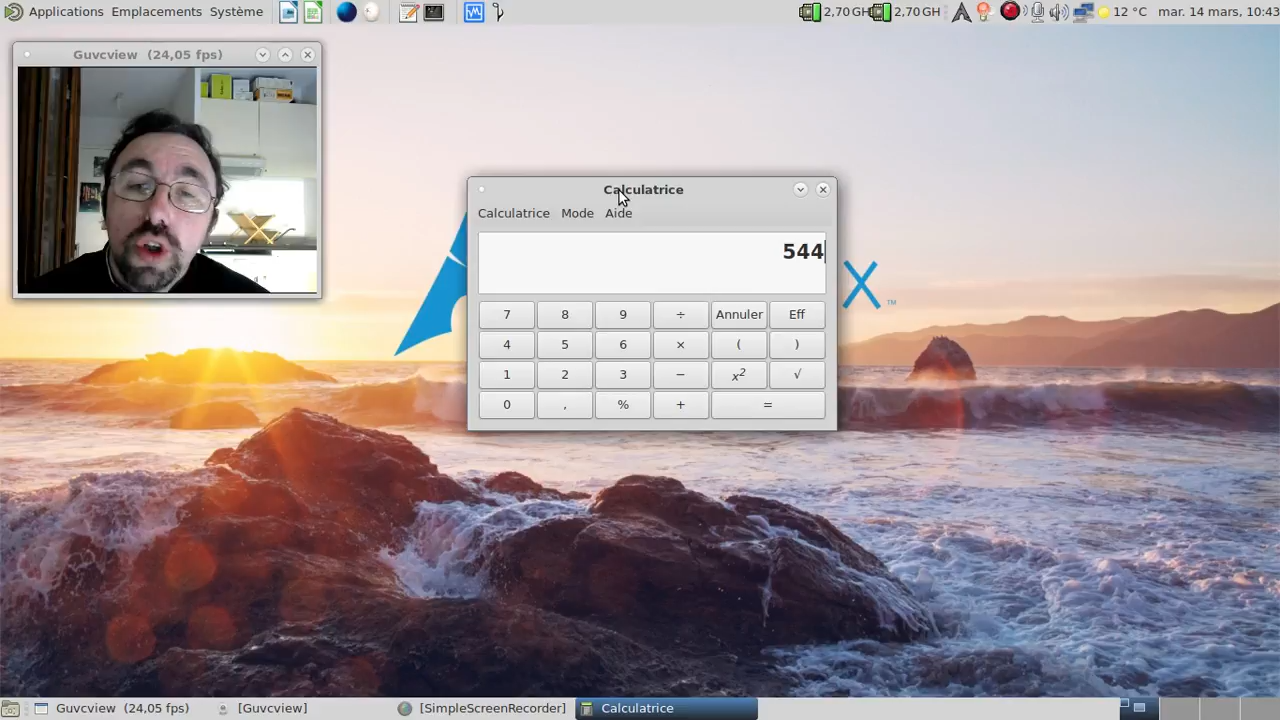 Applications Emplacements Système
2,70 GH 2,70 GH 12 °C mar. 14 mars, 10:43
Guvcview (24,05 fps)
Calculatrice
Calculatrice Mode Aide
544
7 8 9 ÷ Annuler Eff
4 5 6 × ( )
1 2 3 − x² √
0 , % + =
X™
Guvcview (24,05 fps) [Guvcview] [SimpleScreenRecorder] Calculatrice